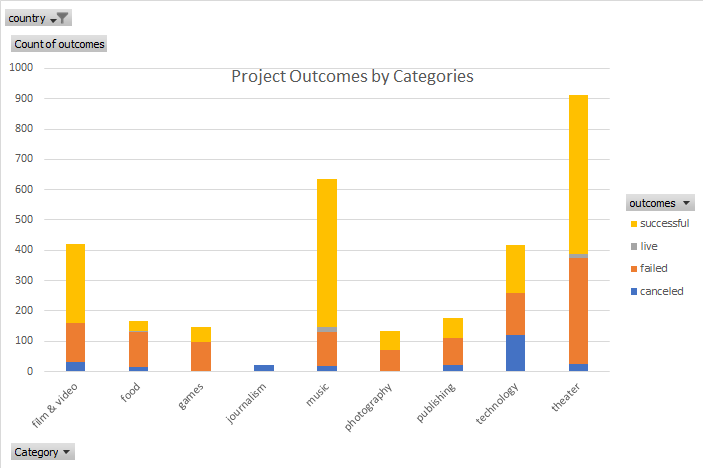 country
Count of outcomes
Project Outcomes by Categories
1000
900
800
700
600
500
400
300
200
100
0
film & video
food
games
journalism
music
photography
publishing
technology
theater
outcomes
successful
live
failed
canceled
Category